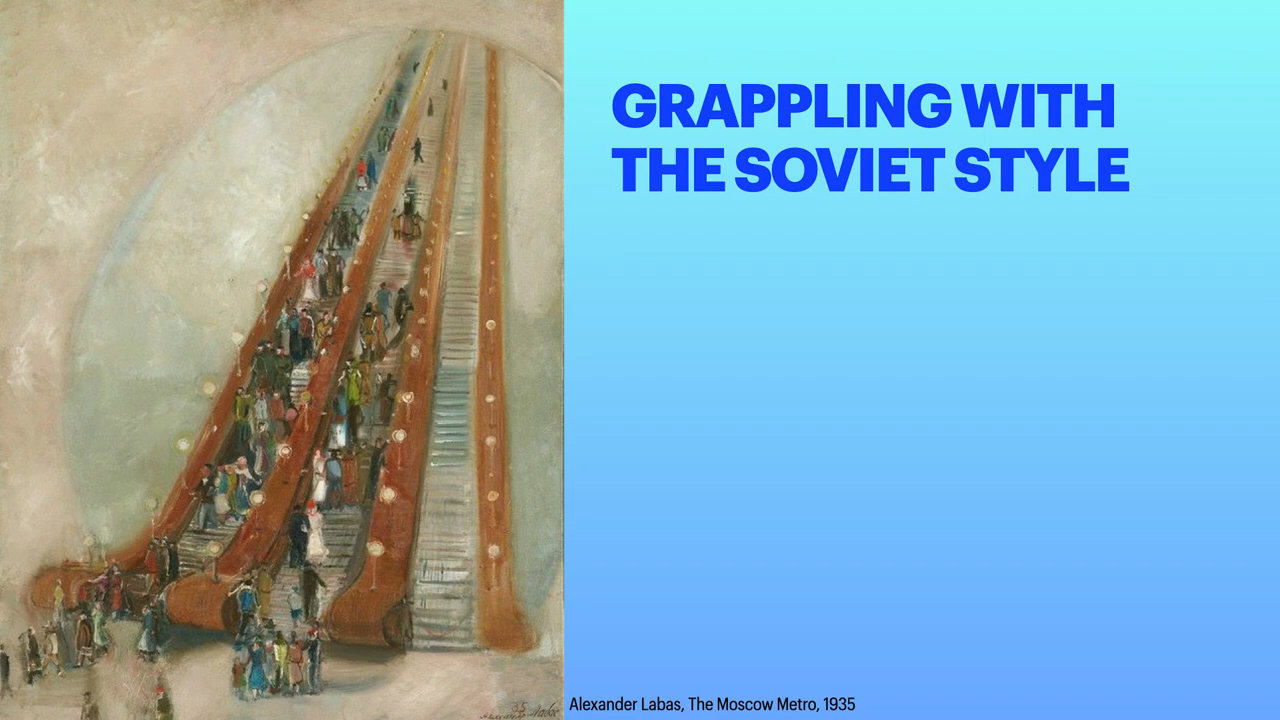 GRAPPLING WITH
THE SOVIET STYLE
Alexander Labas, The Moscow Metro, 1935